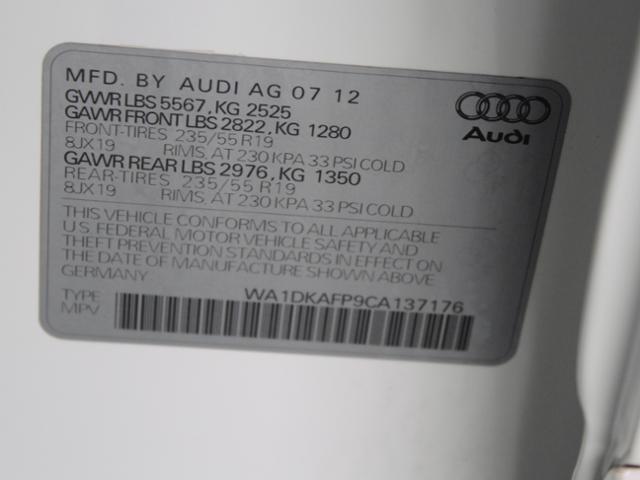 MFD. BY AUDI AG 07 12
GVWR LBS 5567, KG 2525
GAWR FRONT LBS 2822, KG 1280
FRONT-TIRES 235/55 R19
8JX19 RIMS, AT 230 KPA 33 PSI COLD
GAWR REAR LBS 2976, KG 1350
REAR-TIRES 235/55 R19
8JX19 RIMS, AT 230 KPA 33 PSI COLD
THIS VEHICLE CONFORMS TO ALL APPLICABLE
U.S. FEDERAL MOTOR VEHICLE SAFETY AND
THEFT PREVENTION STANDARDS IN EFFECT ON
THE DATE OF MANUFACTURE SHOWN ABOVE.
GERMANY
TYPE WA1DKAFP9CA137176
MPV
Audi